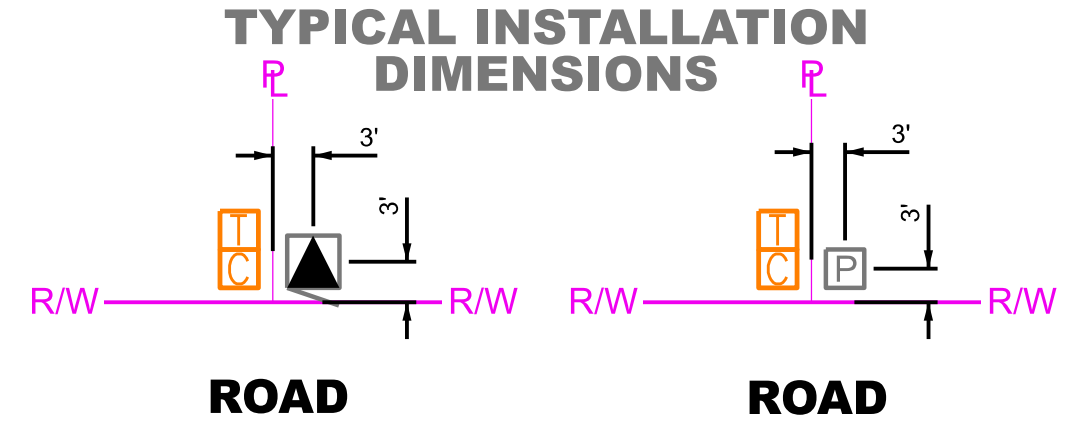 TYPICAL INSTALLATION
DIMENSIONS
PL
PL
3'
3'
3'
3'
T
C
T
C
P
R/W
R/W
R/W
R/W
ROAD
ROAD